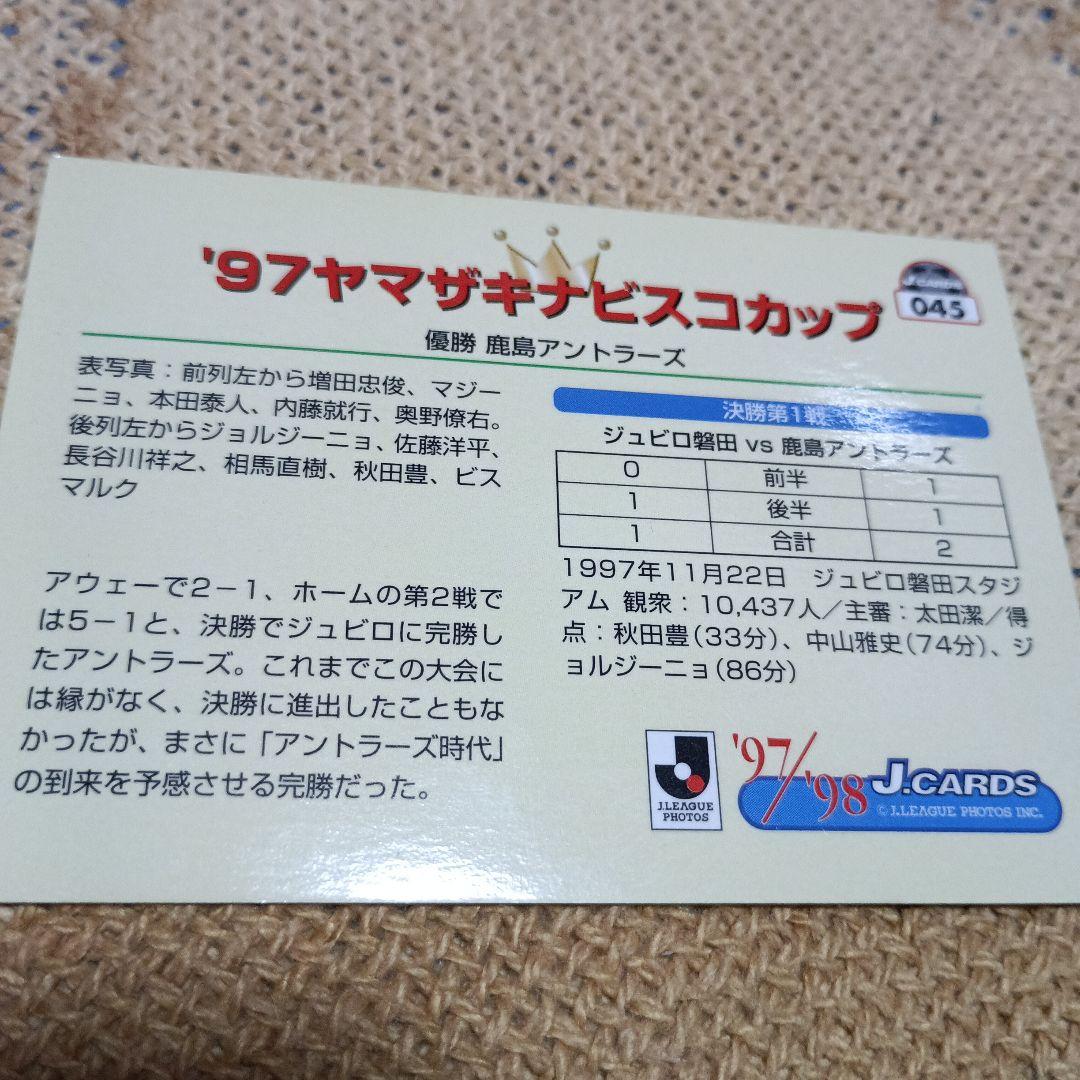 '97ヤマザキナビスコカップ
045
優勝 鹿島アントラーズ
表写真：前列左から増田忠俊、マジー
ニョ、本田泰人、内藤就行、奥野僚右。
後列左からジョルジーニョ、佐藤洋平、
長谷川祥之、相馬直樹、秋田豊、ビス
マルク
アウェーで2－1、ホームの第2戦で
は5－1と、決勝でジュビロに完勝し
たアントラーズ。これまでこの大会に
は縁がなく、決勝に進出したこともな
かったが、まさに「アントラーズ時代」
の到来を予感させる完勝だった。
決勝第1戦
ジュビロ磐田 vs 鹿島アントラーズ
0 前半 1
1 後半 1
1 合計 2
1997年11月22日　ジュビロ磐田スタジ
アム 観衆：10,437人／主審：太田潔／得
点：秋田豊（33分）、中山雅史（74分）、ジ
ョルジーニョ（86分）
J.LEAGUE
PHOTOS
'97/'98 J.CARDS
© J.LEAGUE PHOTOS INC.